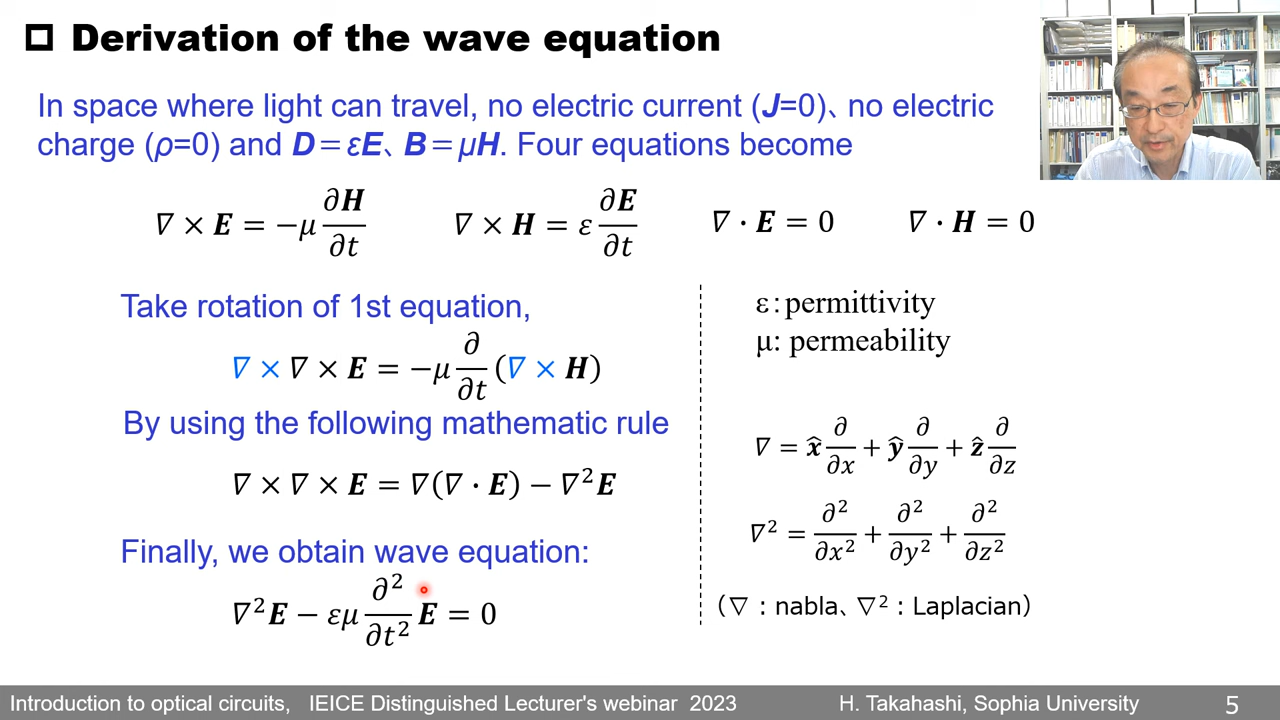 Derivation of the wave equation
In space where light can travel, no electric current (J=0)、no electric
charge (ρ=0) and D＝εE、B＝μH. Four equations become
∇ × E = −μ ∂H/∂t    ∇ × H = ε ∂E/∂t    ∇ · E = 0    ∇ · H = 0
Take rotation of 1st equation,
∇ × ∇ × E = −μ ∂/∂t (∇ × H)
By using the following mathematic rule
∇ × ∇ × E = ∇(∇ · E) − ∇²E
Finally, we obtain wave equation:
∇²E − εμ ∂²/∂t² E = 0
ε: permittivity
μ: permeability
∇ = x̂ ∂/∂x + ŷ ∂/∂y + ẑ ∂/∂z
∇² = ∂²/∂x² + ∂²/∂y² + ∂²/∂z²
（∇ : nabla、∇² : Laplacian）
Introduction to optical circuits, IEICE Distinguished Lecturer's webinar 2023 H. Takahashi, Sophia University 5